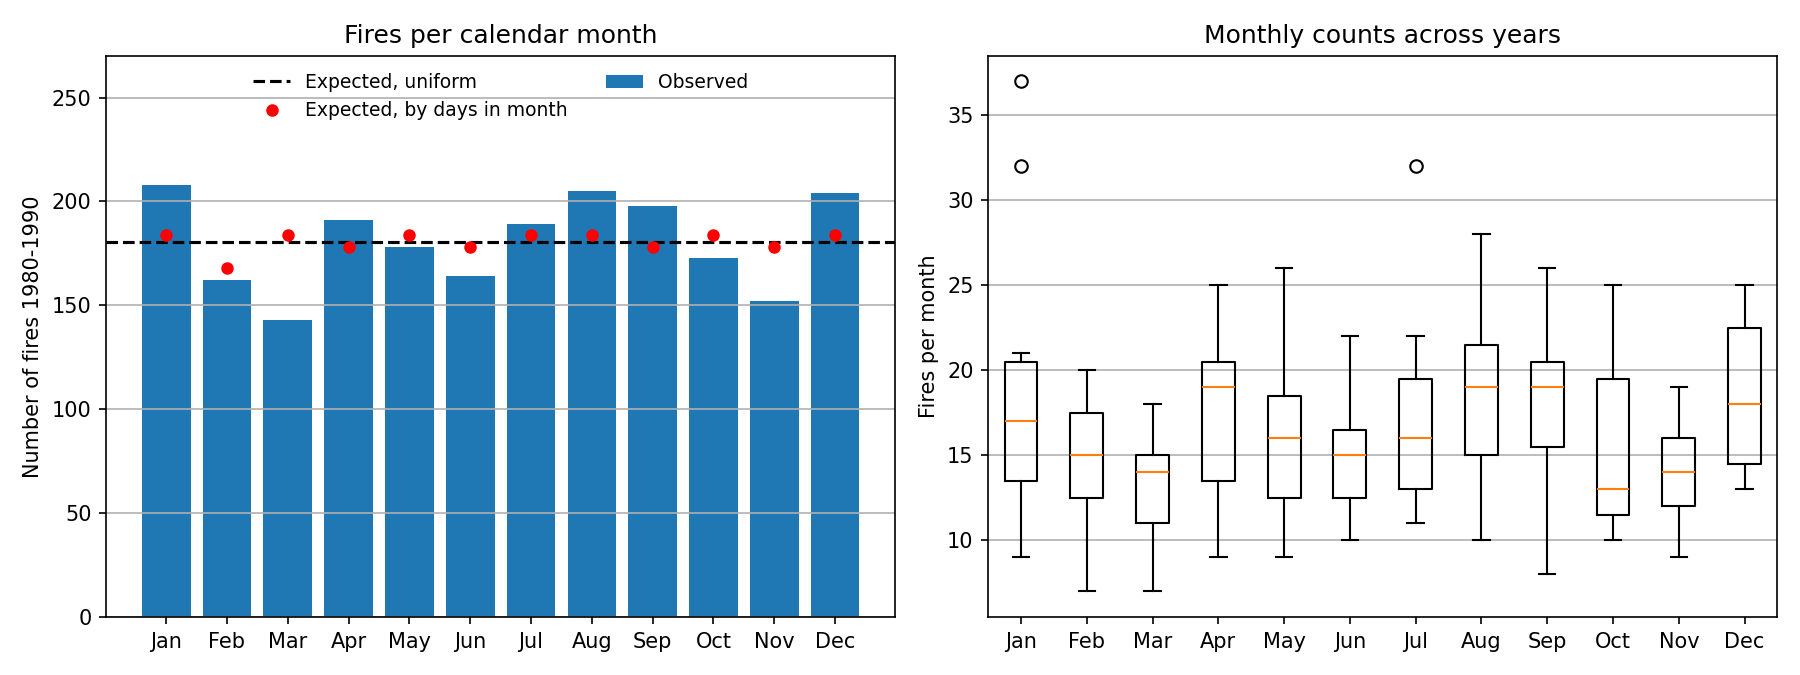 Fires per calendar month
Expected, uniform
Expected, by days in month
Observed
Number of fires 1980-1990
250
200
150
100
50
0
Jan Feb Mar Apr May Jun Jul Aug Sep Oct Nov Dec
Monthly counts across years
Fires per month
35
30
25
20
15
10
Jan Feb Mar Apr May Jun Jul Aug Sep Oct Nov Dec